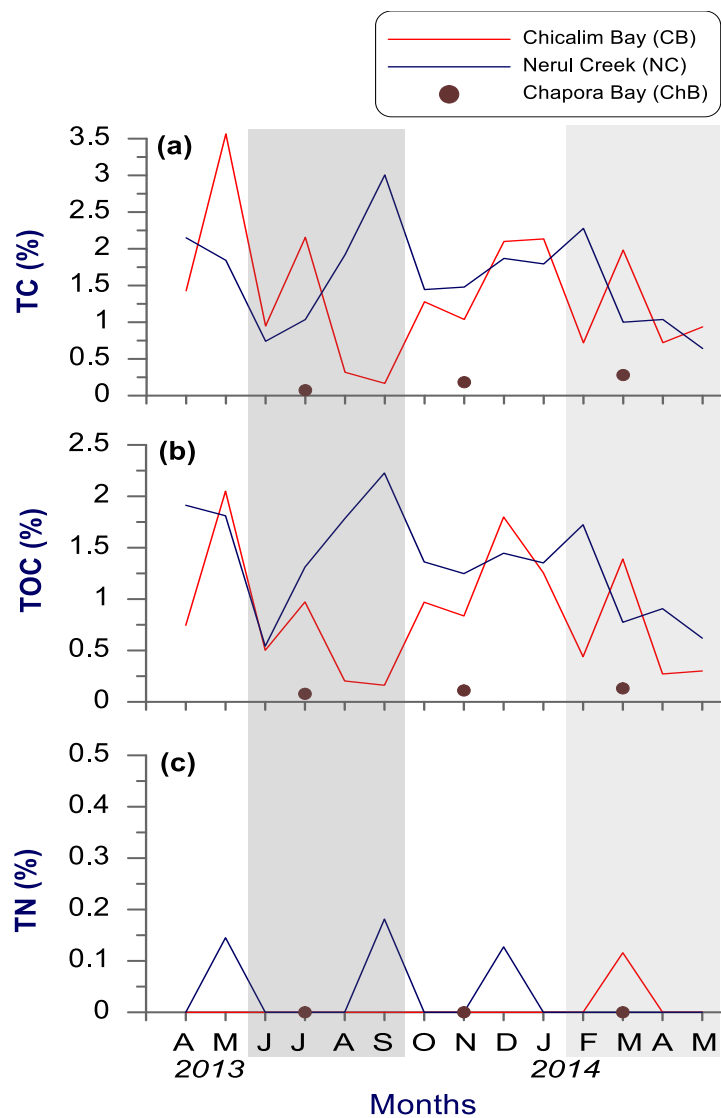 Chicalim Bay (CB)
Nerul Creek (NC)
Chapora Bay (ChB)
(a)
3.5
3
2.5
2
1.5
1
0.5
0
TC (%)
(b)
2.5
2
1.5
1
0.5
0
TOC (%)
(c)
0.5
0.4
0.3
0.2
0.1
0
TN (%)
A M J J A S O N D J F M A M
2013 2014
Months